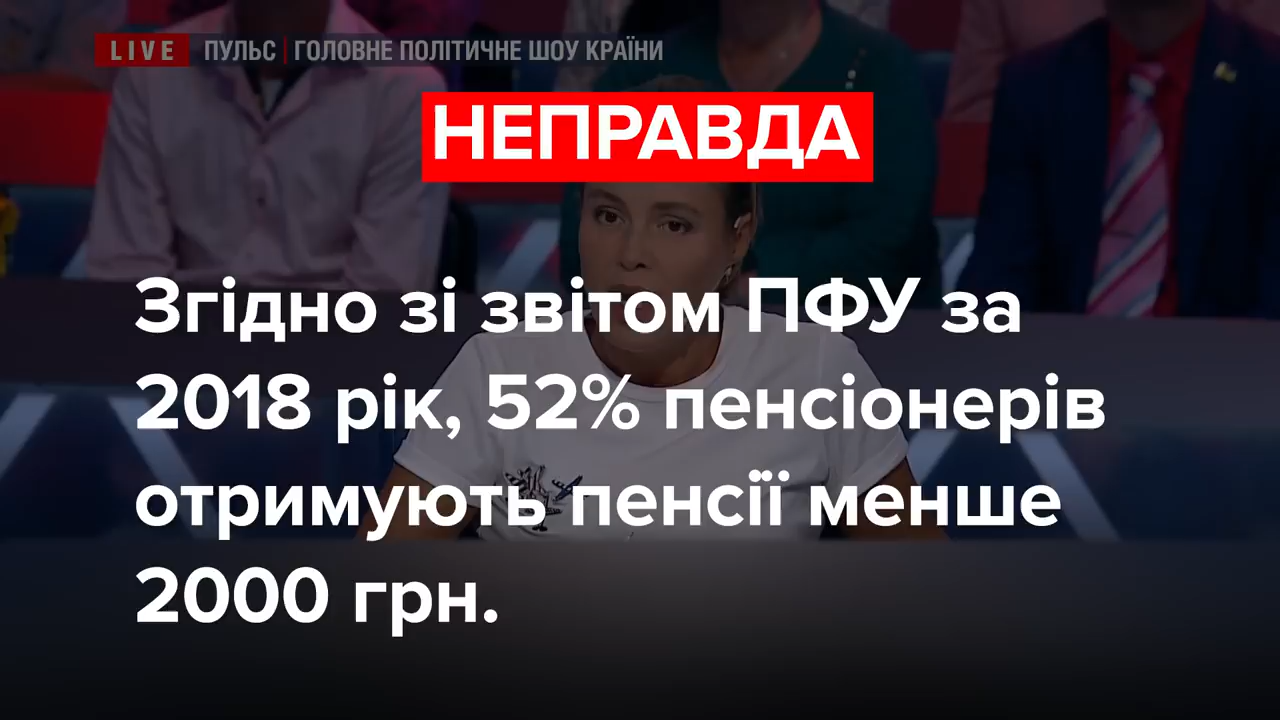 LIVE ПУЛЬС | ГОЛОВНЕ ПОЛІТИЧНЕ ШОУ КРАЇНИ
НЕПРАВДА
Згідно зі звітом ПФУ за
2018 рік, 52% пенсіонерів
отримують пенсії менше
2000 грн.